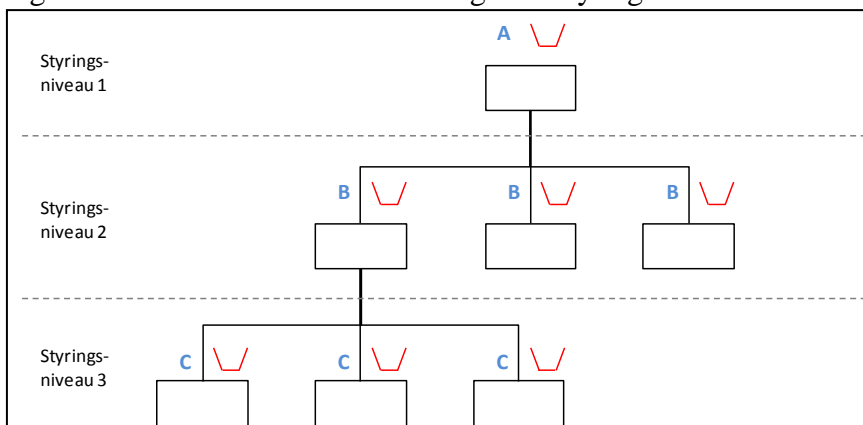 A
Styrings-
niveau 1
B B B
Styrings-
niveau 2
C C C
Styrings-
niveau 3